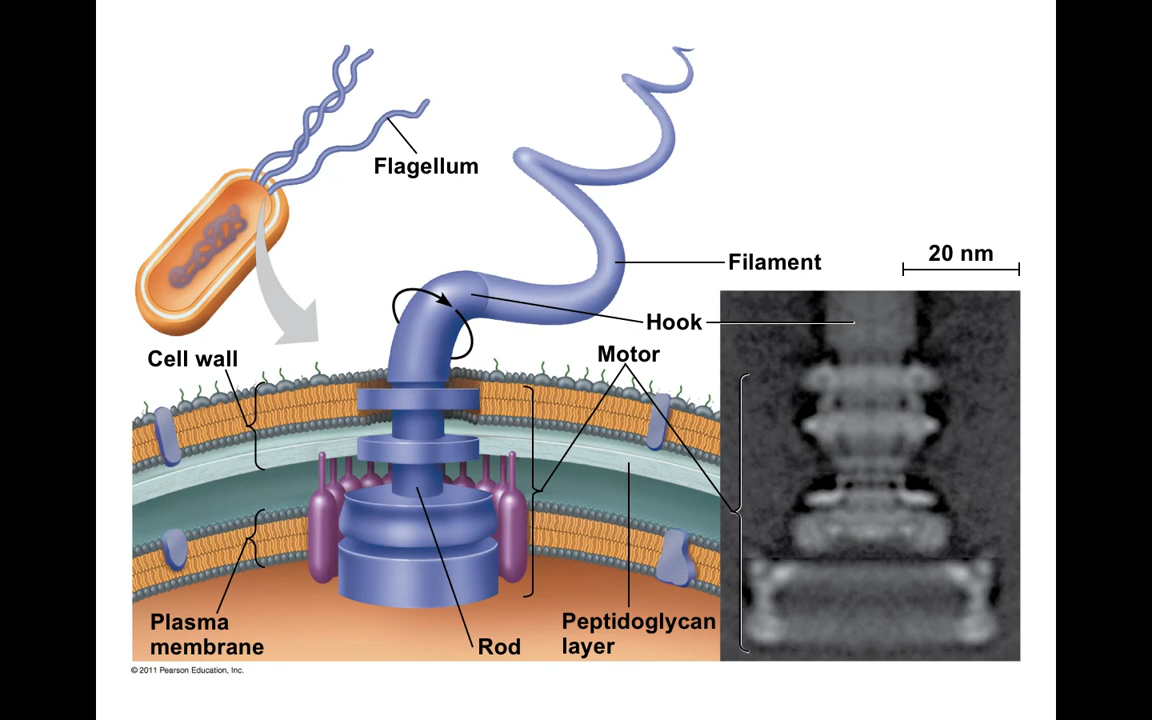 Flagellum
Filament
20 nm
Hook
Cell wall
Motor
Plasma
membrane
Rod
Peptidoglycan
layer
© 2011 Pearson Education, Inc.